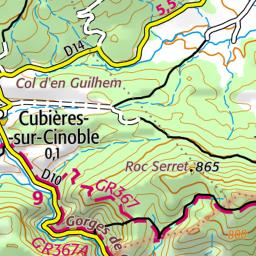 5,5
D14
Col d'en Guilhem
Cubières-
-sur-Cinoble
0,1
Roc Serret
865
D10
GR367
9
Gorges de
GR367A
888